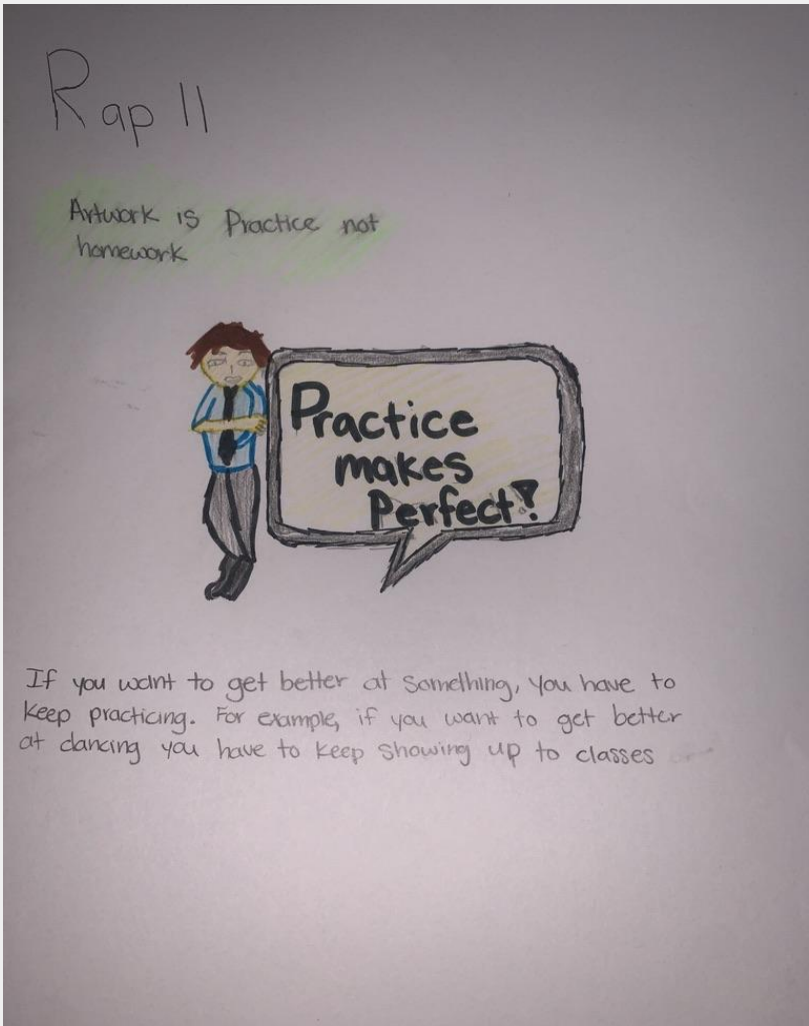 Rap 11
Artwork is Practice not
homework
Practice
makes
Perfect!
If you want to get better at something, you have to
keep practicing. For example, if you want to get better
at dancing you have to keep showing up to classes